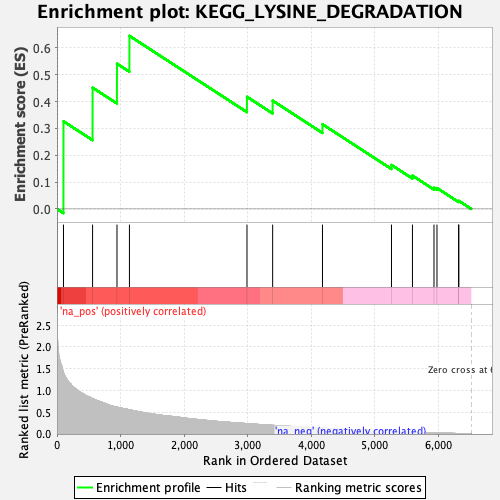 Enrichment plot: KEGG_LYSINE_DEGRADATION
Enrichment score (ES)
0.6
0.5
0.4
0.3
0.2
0.1
0.0
Ranked list metric (PreRanked)
'na_pos' (positively correlated)
2.5
2.0
1.5
1.0
0.5
0.0
Zero cross at 6
'na_neg' (negatively correlated)
0 1,000 2,000 3,000 4,000 5,000 6,000
Rank in Ordered Dataset
Enrichment profile Hits Ranking metric scores